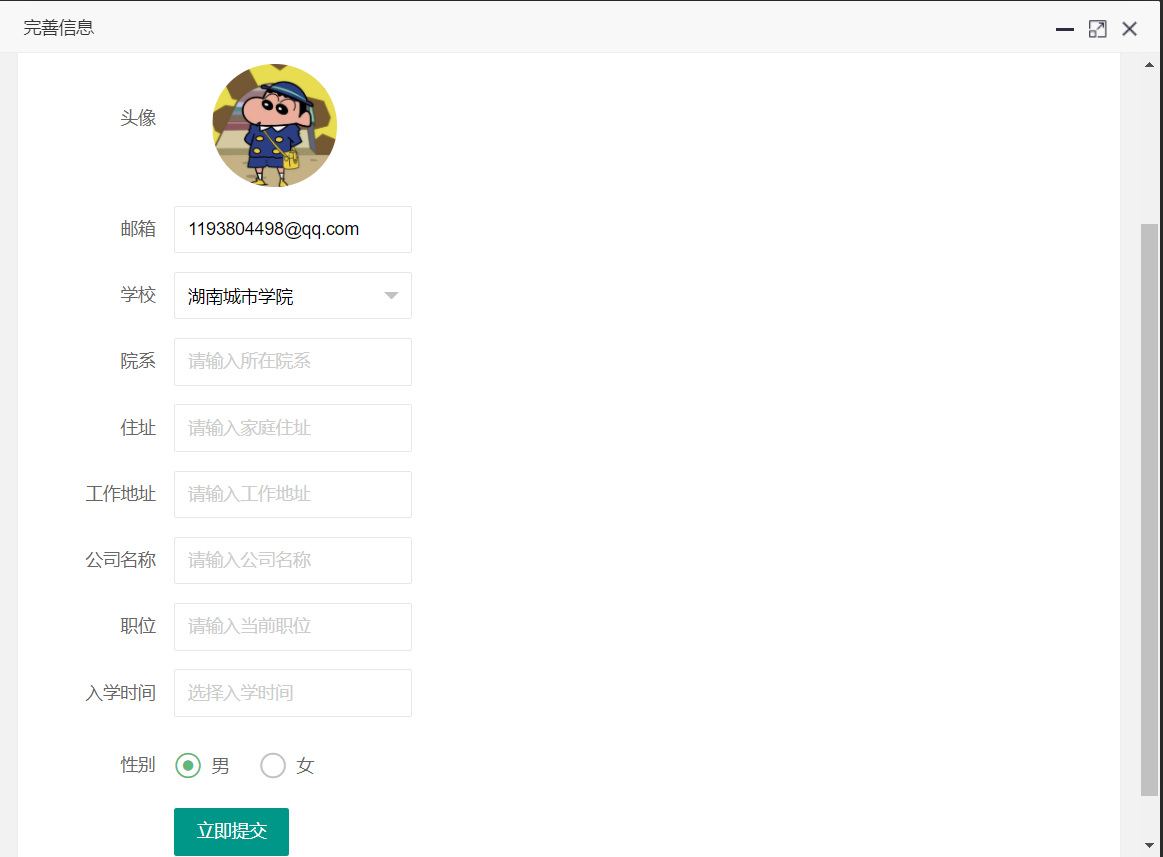 完善信息
头像
邮箱 1193804498@qq.com
学校 湖南城市学院
院系 请输入所在院系
住址 请输入家庭住址
工作地址 请输入工作地址
公司名称 请输入公司名称
职位 请输入当前职位
入学时间 选择入学时间
性别 男 女
立即提交